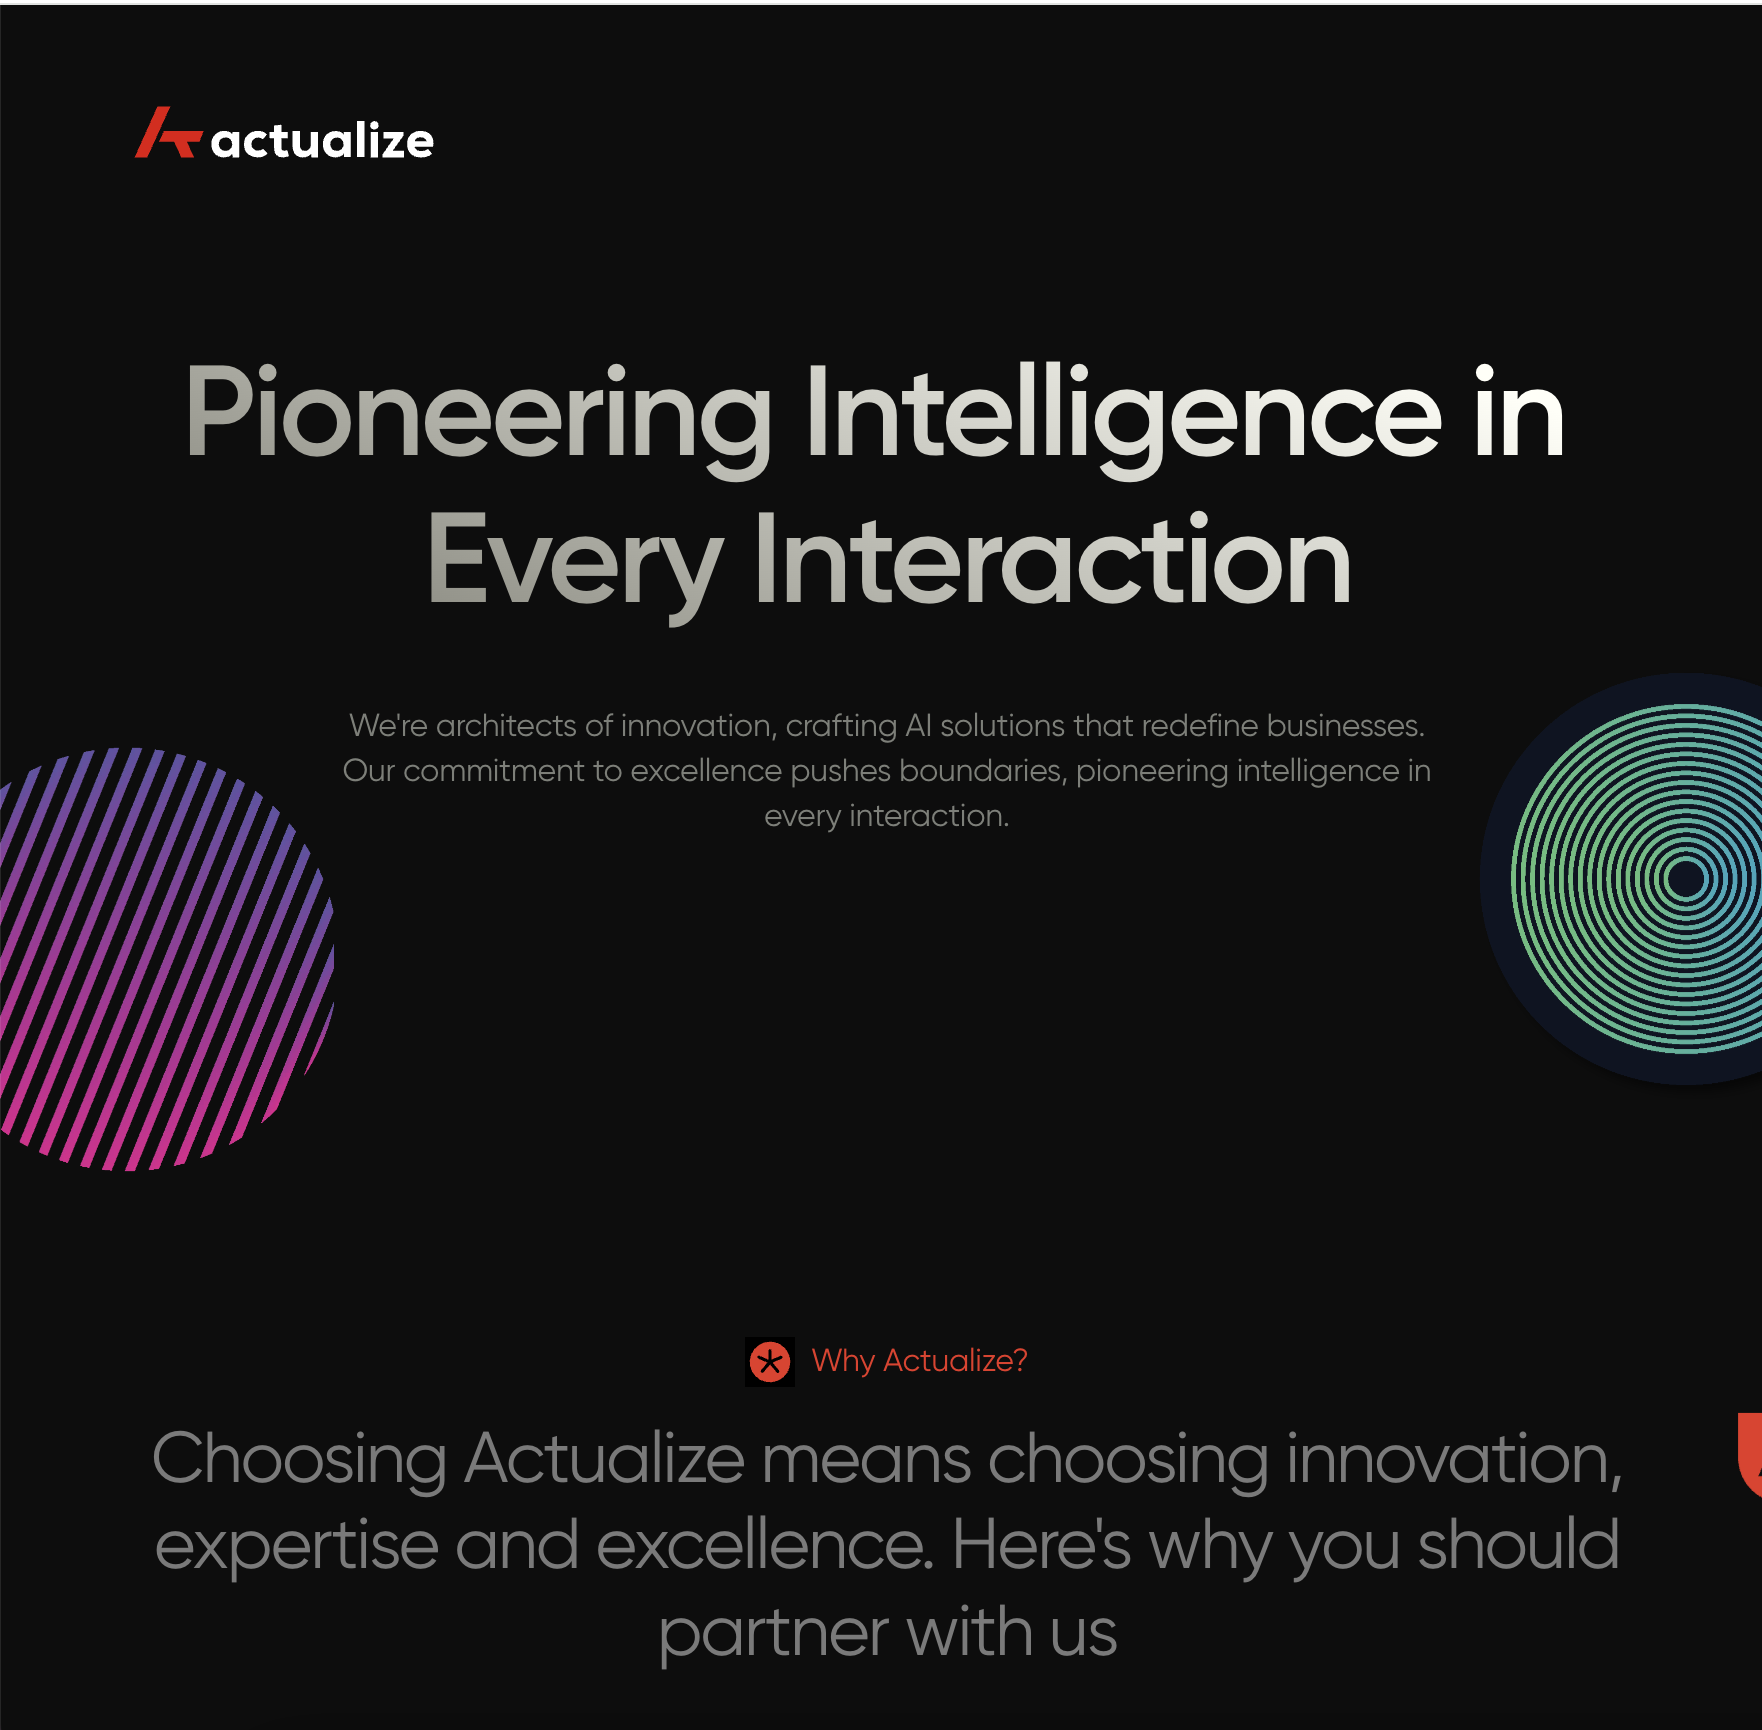 actualize
Pioneering Intelligence in
Every Interaction
We're architects of innovation, crafting AI solutions that redefine businesses.
Our commitment to excellence pushes boundaries, pioneering intelligence in
every interaction.
Why Actualize?
Choosing Actualize means choosing innovation,
expertise and excellence. Here's why you should
partner with us